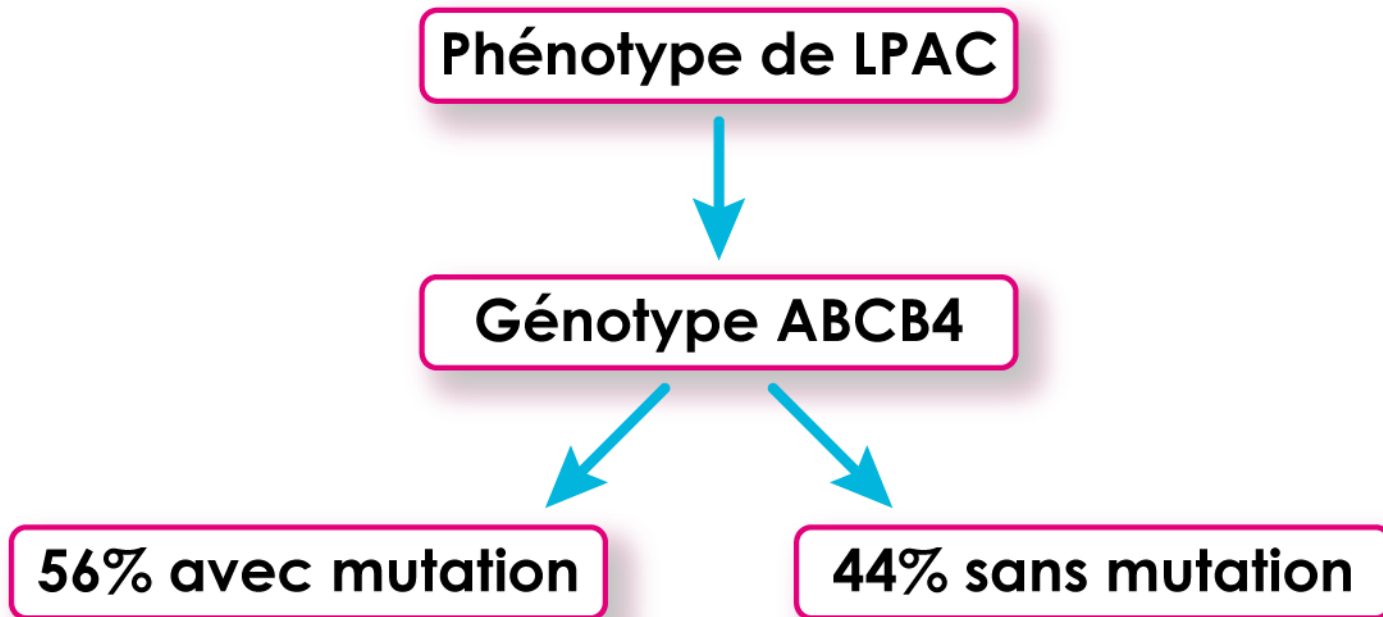 Phénotype de LPAC
Génotype ABCB4
56% avec mutation
44% sans mutation